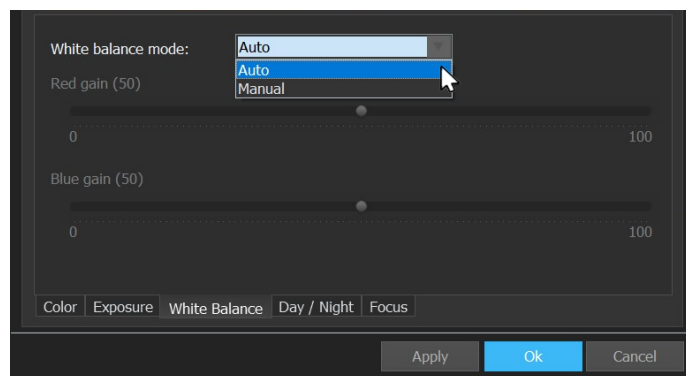 White balance mode: Auto
Auto
Manual
Red gain (50)
0 100
Blue gain (50)
0 100
Color Exposure White Balance Day / Night Focus
Apply Ok Cancel